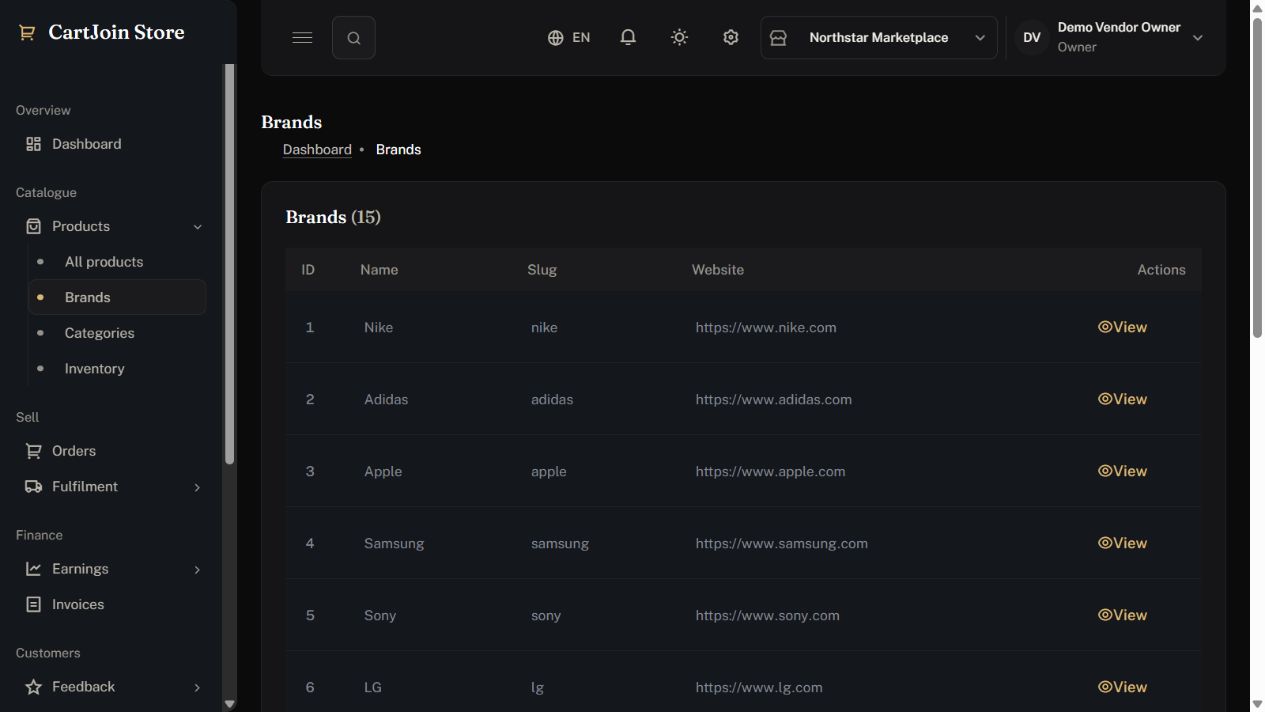 CartJoin Store
EN
Northstar Marketplace
DV
Demo Vendor Owner
Owner
Overview
Dashboard
Catalogue
Products
All products
Brands
Categories
Inventory
Sell
Orders
Fulfilment
Finance
Earnings
Invoices
Customers
Feedback
Brands
Dashboard • Brands
Brands (15)
ID Name Slug Website Actions
1 Nike nike https://www.nike.com View
2 Adidas adidas https://www.adidas.com View
3 Apple apple https://www.apple.com View
4 Samsung samsung https://www.samsung.com View
5 Sony sony https://www.sony.com View
6 LG lg https://www.lg.com View